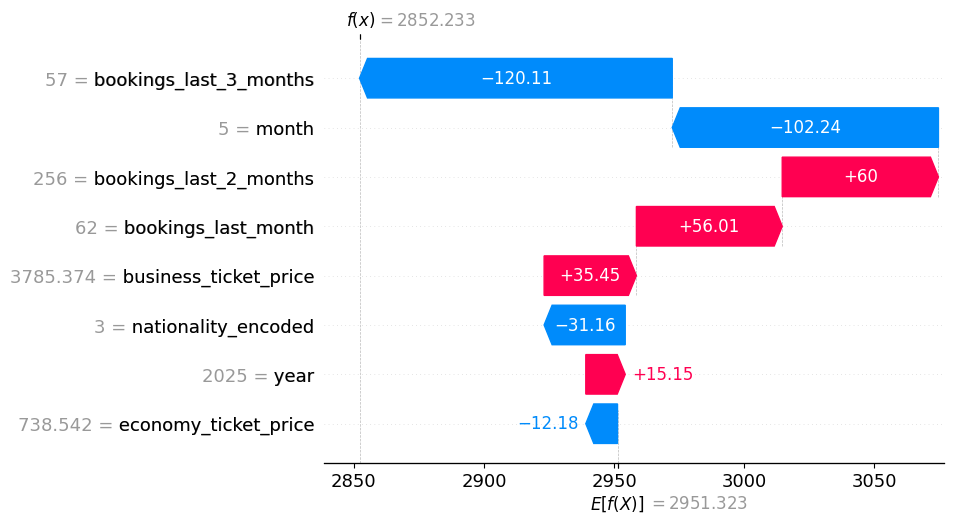 f(x) = 2852.233
57 = bookings_last_3_months
−120.11
5 = month
−102.24
256 = bookings_last_2_months
+60
62 = bookings_last_month
+56.01
3785.374 = business_ticket_price
+35.45
3 = nationality_encoded
−31.16
2025 = year
+15.15
738.542 = economy_ticket_price
−12.18
2850 2900 2950 3000 3050
E[f(X)] = 2951.323